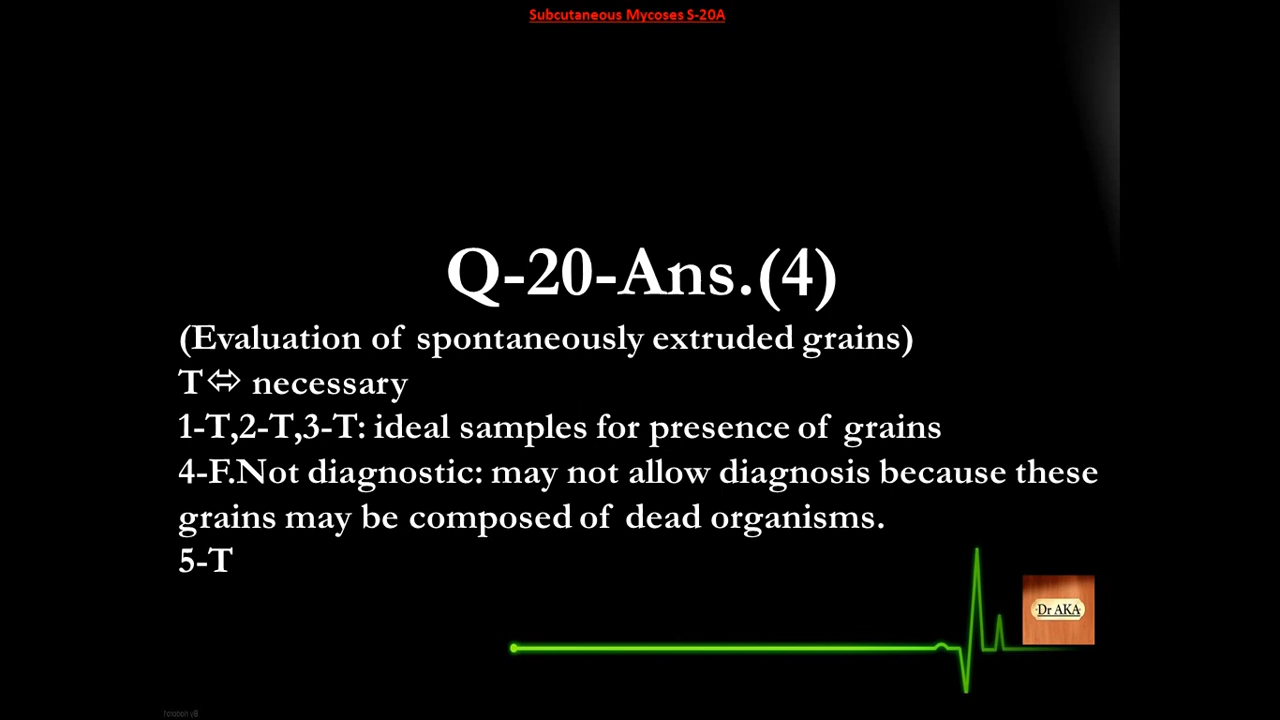 Subcutaneous Mycoses S-20A
Q-20-Ans.(4)
(Evaluation of spontaneously extruded grains)
T⬄ necessary
1-T,2-T,3-T: ideal samples for presence of grains
4-F.Not diagnostic: may not allow diagnosis because these
grains may be composed of dead organisms.
5-T
Dr AKA